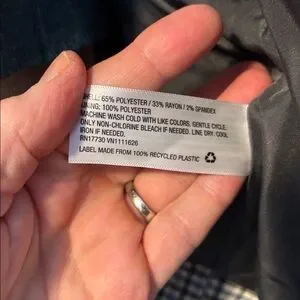 SHELL: 65% POLYESTER / 33% RAYON / 2% SPANDEX
LINING: 100% POLYESTER
MACHINE WASH COLD WITH LIKE COLORS, GENTLE CYCLE.
ONLY NON-CHLORINE BLEACH IF NEEDED. LINE DRY. COOL
IRON IF NEEDED.
RN17730 VN1111626
LABEL MADE FROM 100% RECYCLED PLASTIC